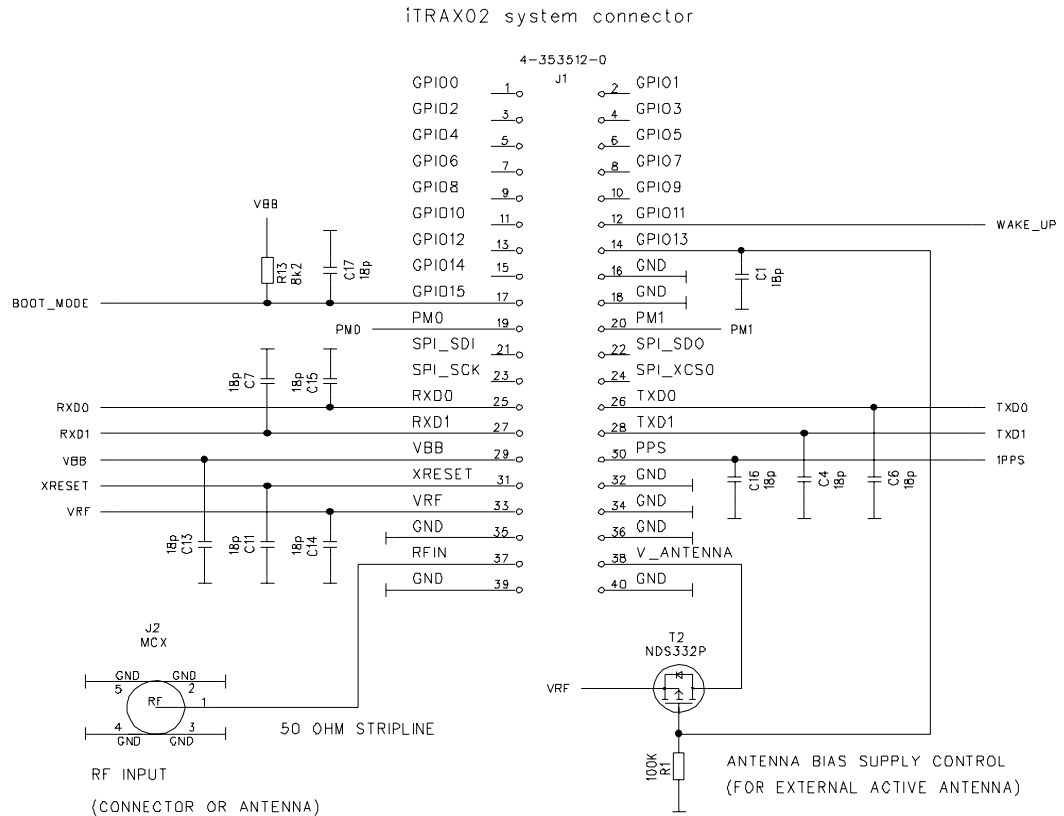 iTRAX02 system connector
4-353512-0
J1
GPIO0 1 2 GPIO1
GPIO2 3 4 GPIO3
GPIO4 5 6 GPIO5
GPIO6 7 8 GPIO7
GPIO8 9 10 GPIO9
GPIO10 11 12 GPIO11 WAKE_UP
GPIO12 13 14 GPIO13
GPIO14 15 16 GND
GPIO15 17 18 GND
VBB
R13 8k2
C17 18p
C1 18p
BOOT_MODE
PM0 PM0 19 20 PM1 PM1
SPI_SDI 21 22 SPI_SDO
SPI_SCK 23 24 SPI_XCS0
18p C7
18p C15
RXD0 RXD0 25 26 TXD0 TXD0
RXD1 RXD1 27 28 TXD1 TXD1
VBB VBB 29 30 PPS 1PPS
XRESET XRESET 31 32 GND
VRF VRF 33 34 GND
GND 35 36 GND
RFIN 37 38 V_ANTENNA
GND 39 40 GND
C16 18p
C4 18p
C6 18p
18p C13
18p C11
18p C14
J2
MCX
GND GND
5 2
RF 1
4 3
GND GND
50 OHM STRIPLINE
RF INPUT
(CONNECTOR OR ANTENNA)
T2
NDS332P
VRF
100K R1
ANTENNA BIAS SUPPLY CONTROL
(FOR EXTERNAL ACTIVE ANTENNA)